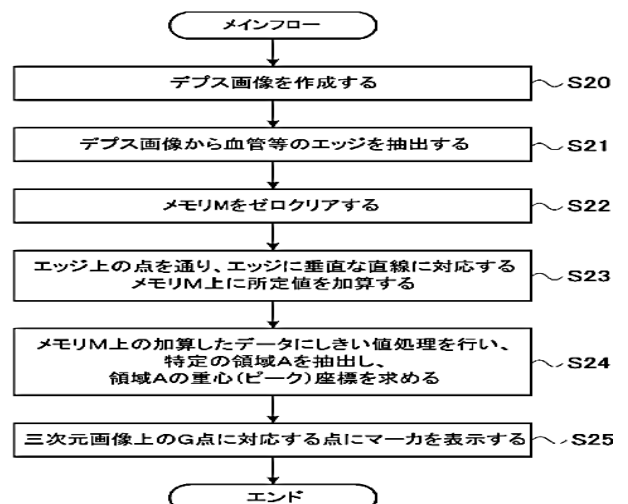 メインフロー
デプス画像を作成する
S20
デプス画像から血管等のエッジを抽出する
S21
メモリMをゼロクリアする
S22
エッジ上の点を通り、エッジに垂直な直線に対応する
メモリM上に所定値を加算する
S23
メモリM上の加算したデータにしきい値処理を行い、
特定の領域Aを抽出し、
領域Aの重心(ピーク)座標を求める
S24
三次元画像上のG点に対応する点にマーカを表示する
S25
エンド